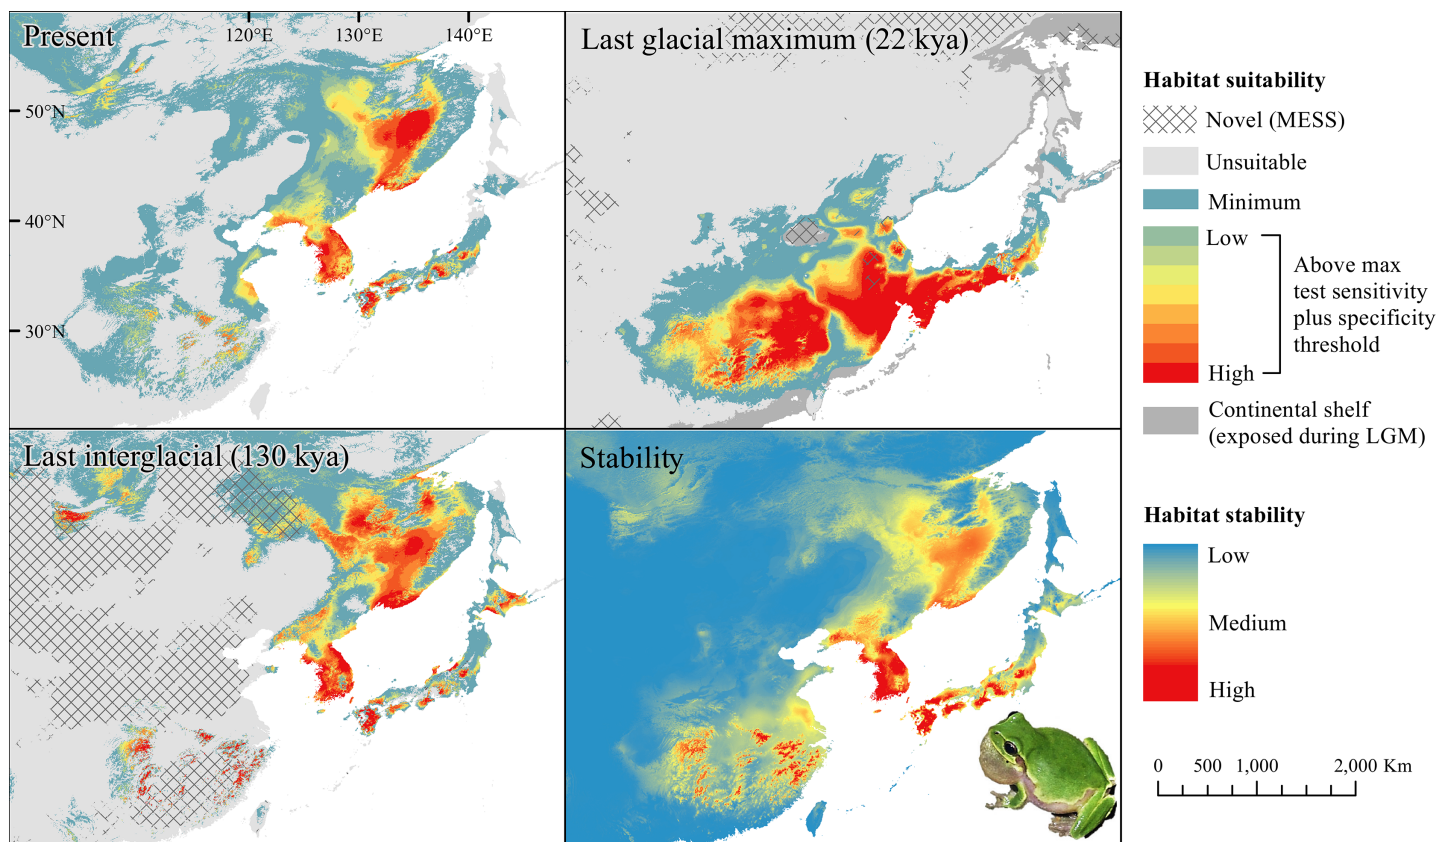 Present
120°E
130°E
140°E
50°N
40°N
30°N
Last glacial maximum (22 kya)
Last interglacial (130 kya)
Stability
Habitat suitability
Novel (MESS)
Unsuitable
Minimum
Low
High
Above max
test sensitivity
plus specificity
threshold
Continental shelf
(exposed during LGM)
Habitat stability
Low
Medium
High
0 500 1,000 2,000 Km